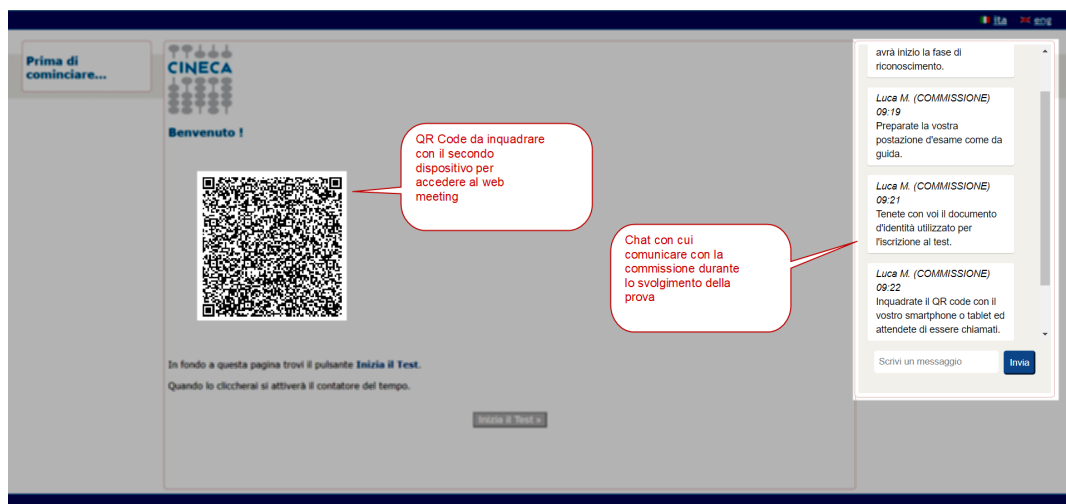 ita eng
Prima di
cominciare...
CINECA
Benvenuto !
QR Code da inquadrare
con il secondo
dispositivo per
accedere al web
meeting
In fondo a questa pagina trovi il pulsante Inizia il Test.
Quando lo cliccherai si attiverà il contatore del tempo.
Inizia il Test »
Chat con cui
comunicare con la
commissione durante
lo svolgimento della
prova
avrà inizio la fase di
riconoscimento.
Luca M. (COMMISSIONE)
09:19
Preparate la vostra
postazione d'esame come da
guida.
Luca M. (COMMISSIONE)
09:21
Tenete con voi il documento
d'identità utilizzato per
l'iscrizione al test.
Luca M. (COMMISSIONE)
09:22
Inquadrate il QR code con il
vostro smartphone o tablet ed
attendete di essere chiamati.
Scrivi un messaggio
Invia